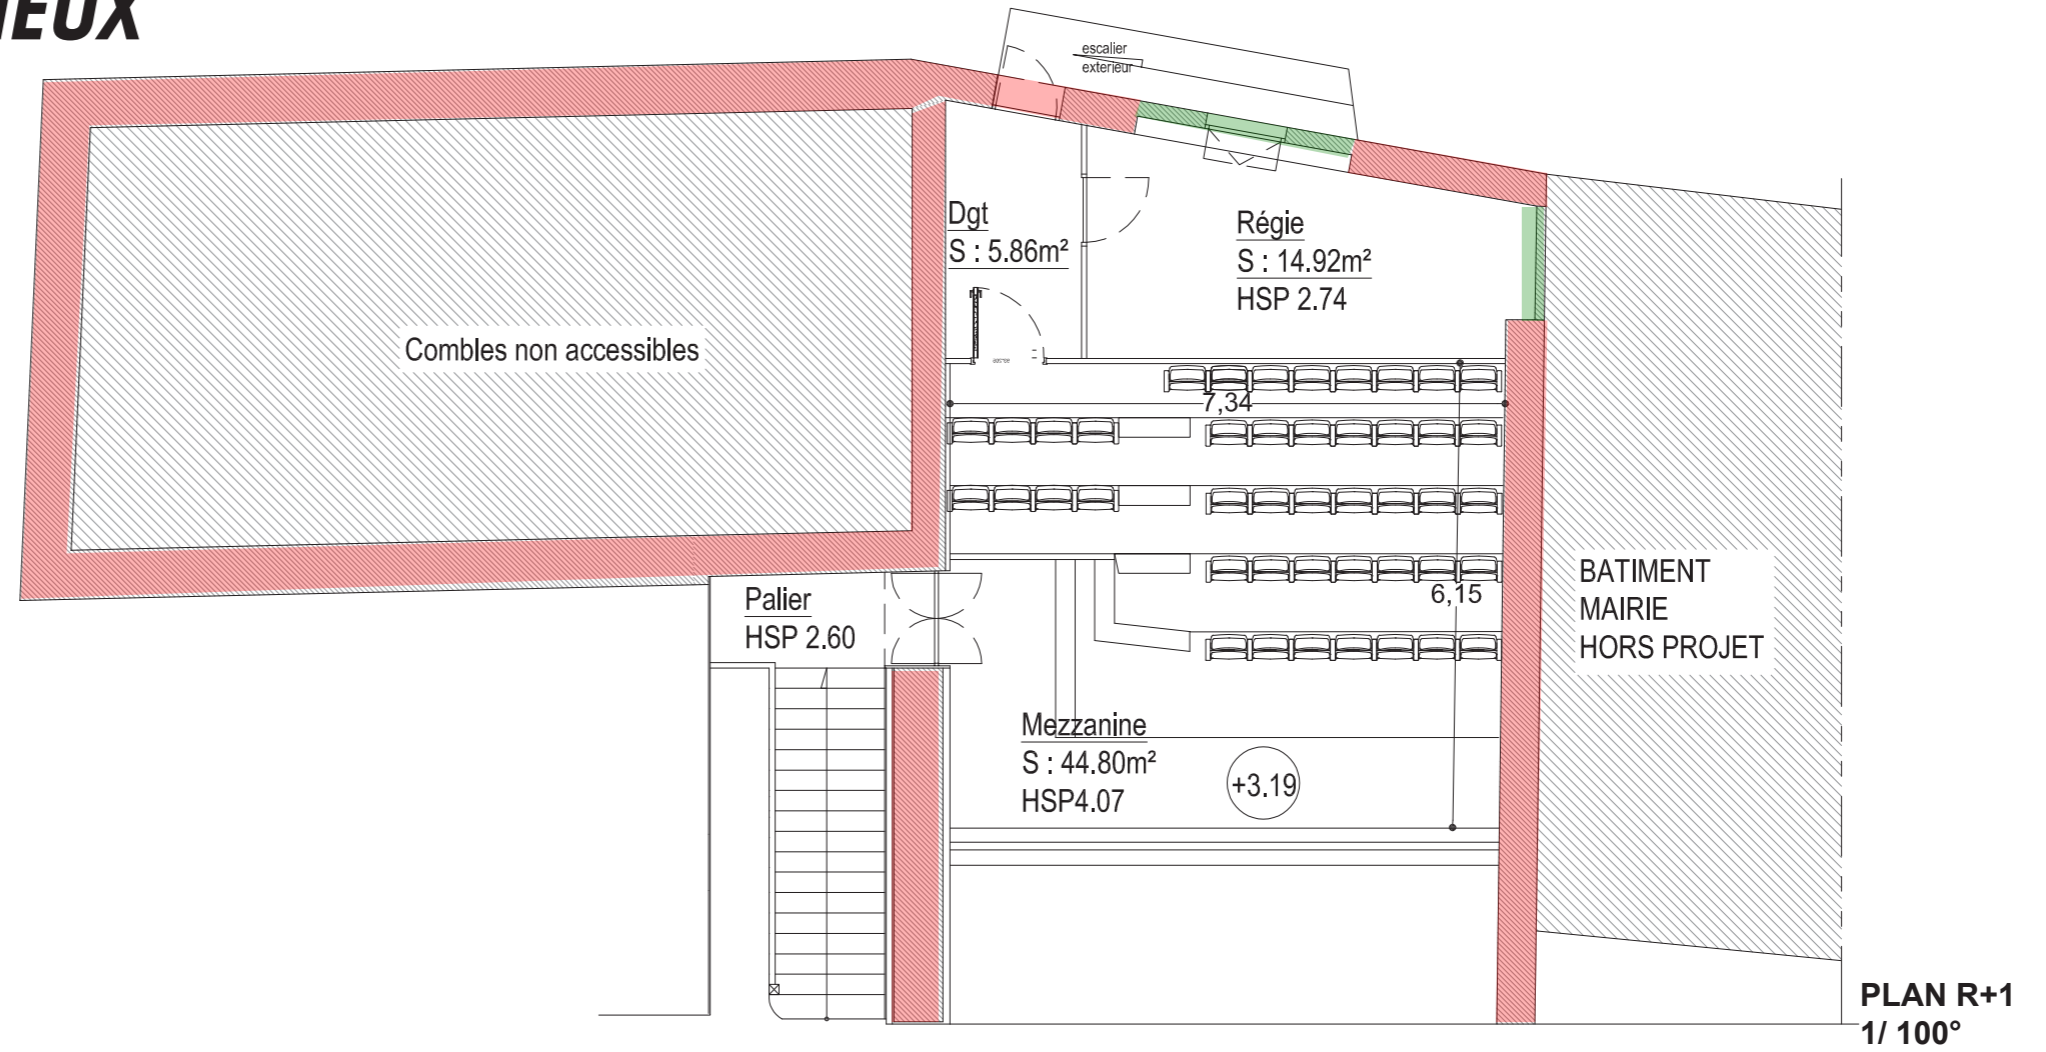 IEUX
escalier
exterieur
Dgt
S : 5.86m²
Régie
S : 14.92m²
HSP 2.74
Combles non accessibles
7,34
6,15
BATIMENT
MAIRIE
HORS PROJET
Palier
HSP 2.60
Mezzanine
S : 44.80m²
HSP4.07
+3.19
PLAN R+1
1/ 100°